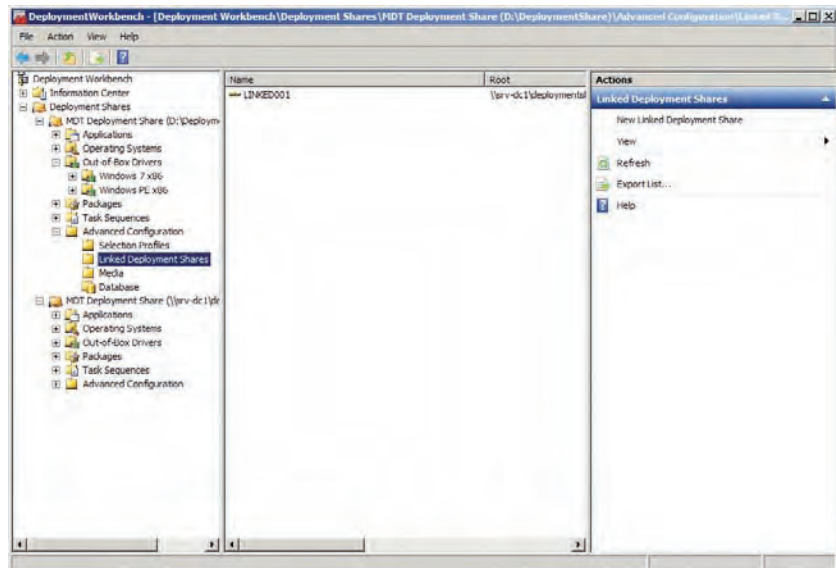 DeploymentWorkbench - [Deployment Workbench\Deployment Shares\MDT Deployment Share (D:\DeploymentShare)\Advanced Configuration\Linked
File Action View Help
Deployment Workbench
Information Center
Deployment Shares
MDT Deployment Share (D:\Deploym
Applications
Operating Systems
Out-of-Box Drivers
Windows 7 x86
Windows PE x86
Packages
Task Sequences
Advanced Configuration
Selection Profiles
Linked Deployment Shares
Media
Database
MDT Deployment Share (\\srv-dc1\de
Applications
Operating Systems
Out-of-Box Drivers
Packages
Task Sequences
Advanced Configuration
Name Root
LINKED001 \\srv-dc1\deployments
Actions
Linked Deployment Shares
New Linked Deployment Share
View
Refresh
Export List...
Help